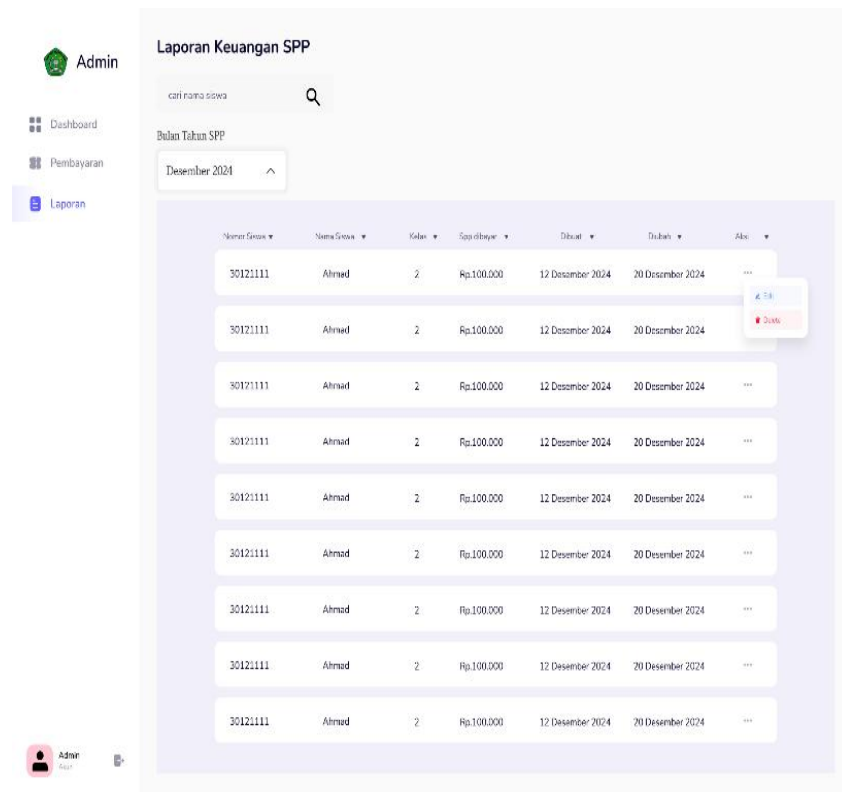 Admin
Laporan Keuangan SPP
cari nama siswa
Dashboard
Bulan Tahun SPP
Pembayaran
Desember 2024
Laporan
Nomor Siswa Nama Siswa Kelas Spp dibayar Dibuat Diubah Aksi
30121111 Ahmad 2 Rp.100.000 12 Desember 2024 20 Desember 2024 ...
Edit
Delete
30121111 Ahmad 2 Rp.100.000 12 Desember 2024 20 Desember 2024
30121111 Ahmad 2 Rp.100.000 12 Desember 2024 20 Desember 2024 ...
30121111 Ahmad 2 Rp.100.000 12 Desember 2024 20 Desember 2024 ...
30121111 Ahmad 2 Rp.100.000 12 Desember 2024 20 Desember 2024 ...
30121111 Ahmad 2 Rp.100.000 12 Desember 2024 20 Desember 2024 ...
30121111 Ahmad 2 Rp.100.000 12 Desember 2024 20 Desember 2024 ...
30121111 Ahmad 2 Rp.100.000 12 Desember 2024 20 Desember 2024 ...
30121111 Ahmad 2 Rp.100.000 12 Desember 2024 20 Desember 2024 ...
Admin